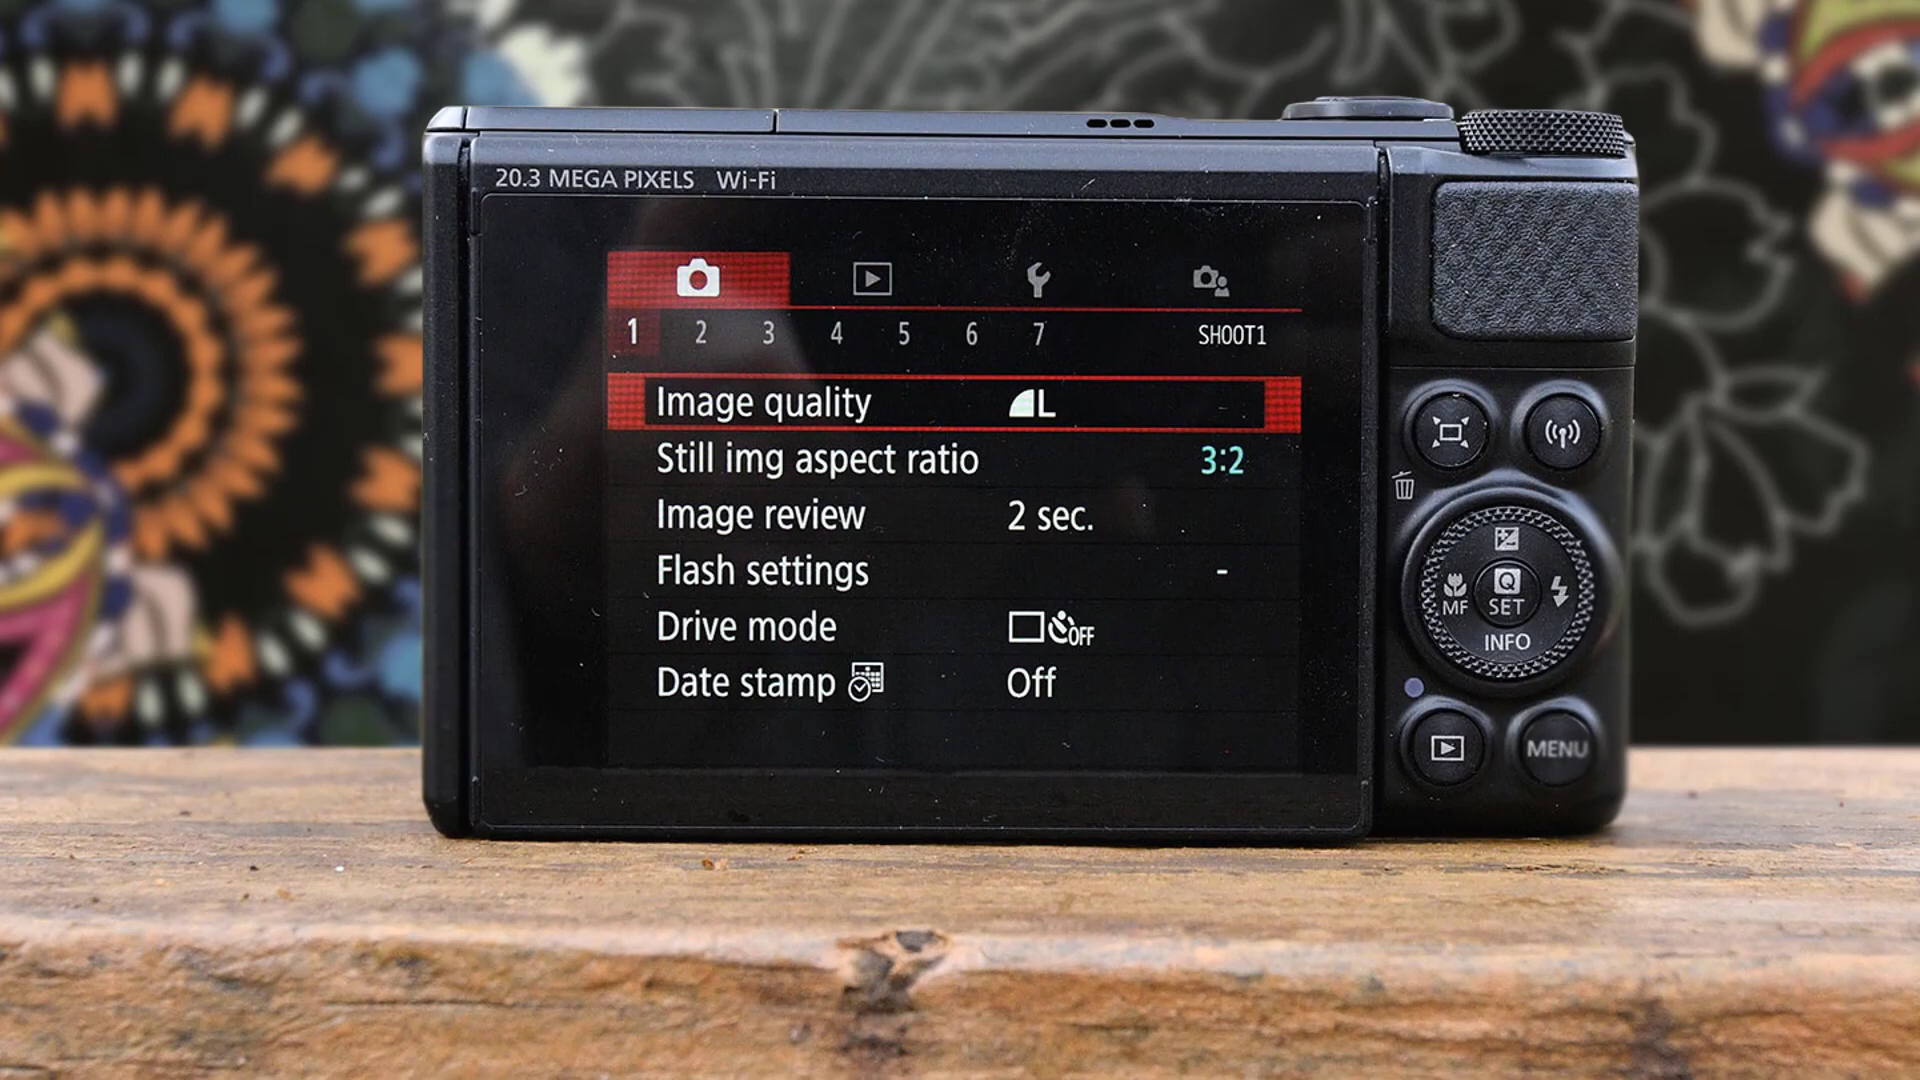 20.3 MEGA PIXELS Wi-Fi
1 2 3 4 5 6 7 SHOOT1
Image quality L
Still img aspect ratio 3:2
Image review 2 sec.
Flash settings -
Drive mode OFF
Date stamp Off
Q
MF SET
INFO
MENU